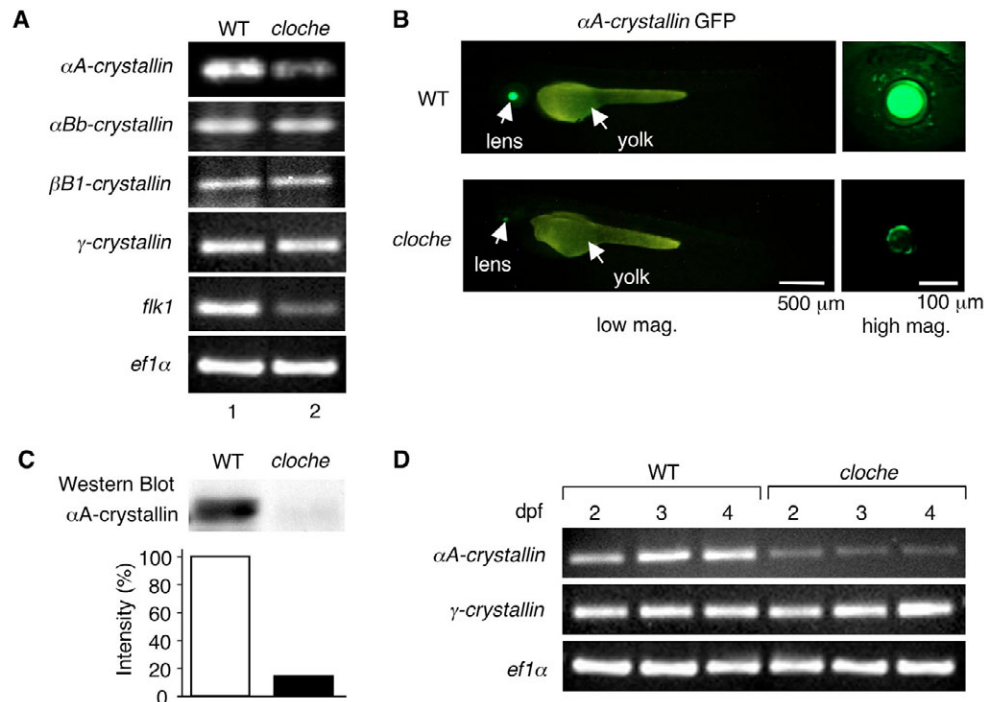 A
WT cloche
αA-crystallin
αBb-crystallin
βB1-crystallin
γ-crystallin
flk1
ef1α
1 2
B
αA-crystallin GFP
WT
lens
yolk
cloche
lens
yolk
500 μm
100 μm
low mag.
high mag.
C
WT cloche
Western Blot
αA-crystallin
Intensity (%)
100
80
60
40
20
0
D
WT cloche
dpf 2 3 4 2 3 4
αA-crystallin
γ-crystallin
ef1α